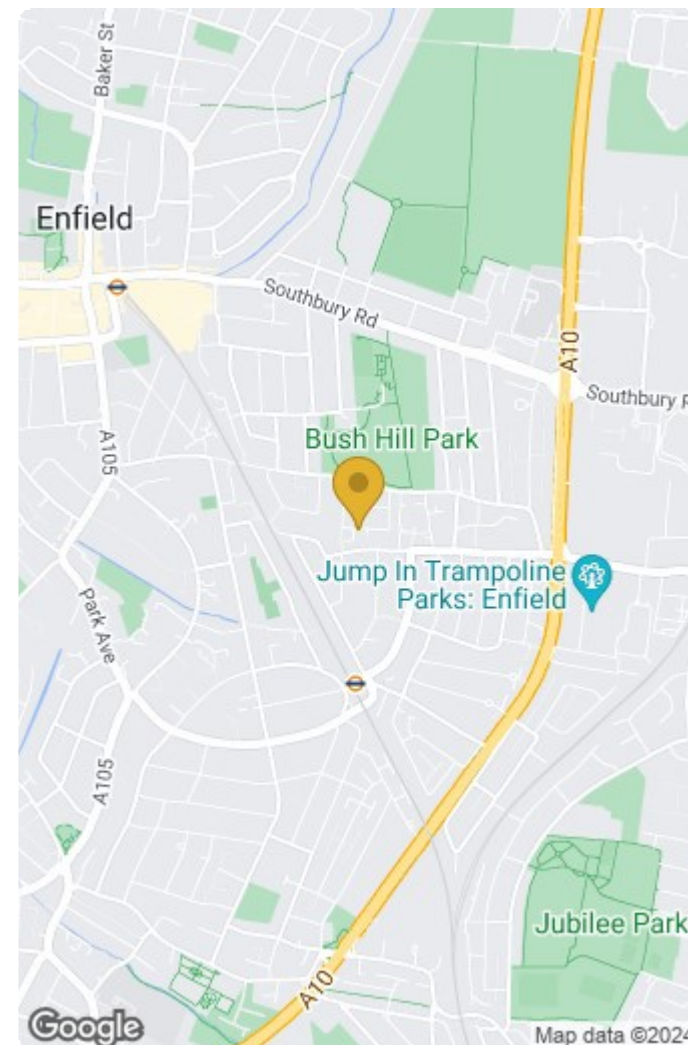 Baker St
Enfield
Southbury Rd
A10
Southbury R
Bush Hill Park
A105
Jump In Trampoline
Parks: Enfield
Park Ave
A105
Jubilee Park
A10
Google
Map data ©2024